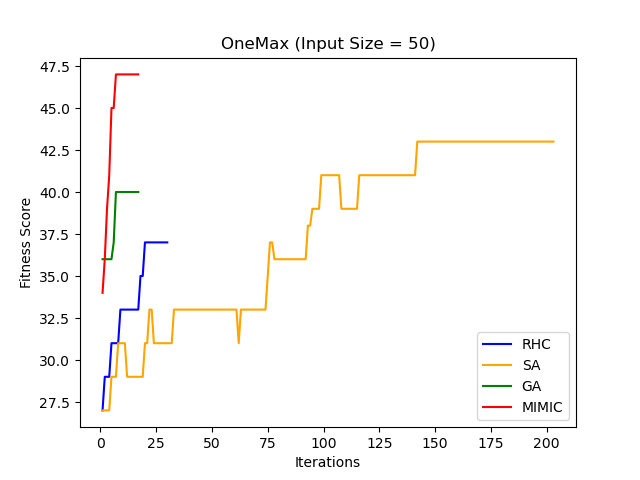 OneMax (Input Size = 50)
Fitness Score
47.5
45.0
42.5
40.0
37.5
35.0
32.5
30.0
27.5
0 25 50 75 100 125 150 175 200
Iterations
RHC
SA
GA
MIMIC